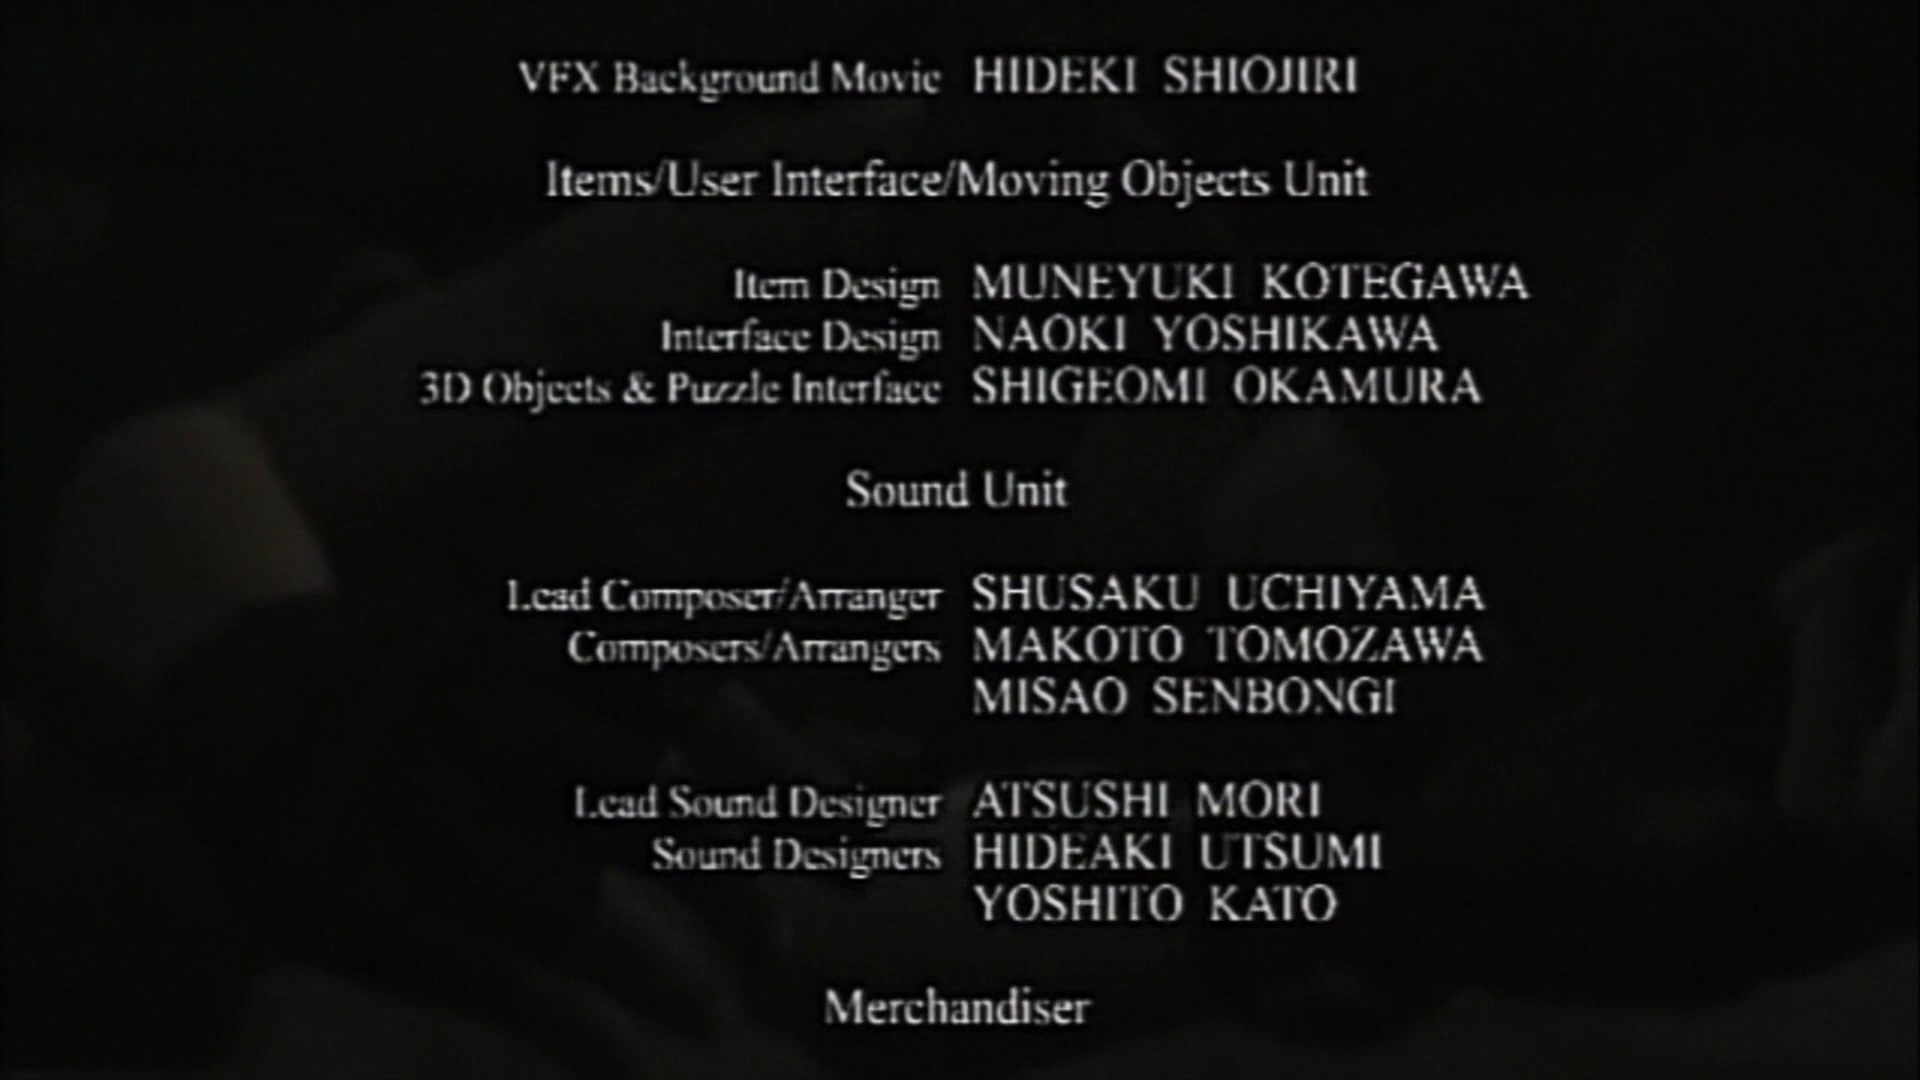 VFX Background Movie HIDEKI SHIOJIRI
Items/User Interface/Moving Objects Unit
Item Design MUNEYUKI KOTEGAWA
Interface Design NAOKI YOSHIKAWA
3D Objects & Puzzle Interface SHIGEOMI OKAMURA
Sound Unit
Lead Composer/Arranger SHUSAKU UCHIYAMA
Composers/Arrangers MAKOTO TOMOZAWA
MISAO SENBONGI
Lead Sound Designer ATSUSHI MORI
Sound Designers HIDEAKI UTSUMI
YOSHITO KATO
Merchandiser